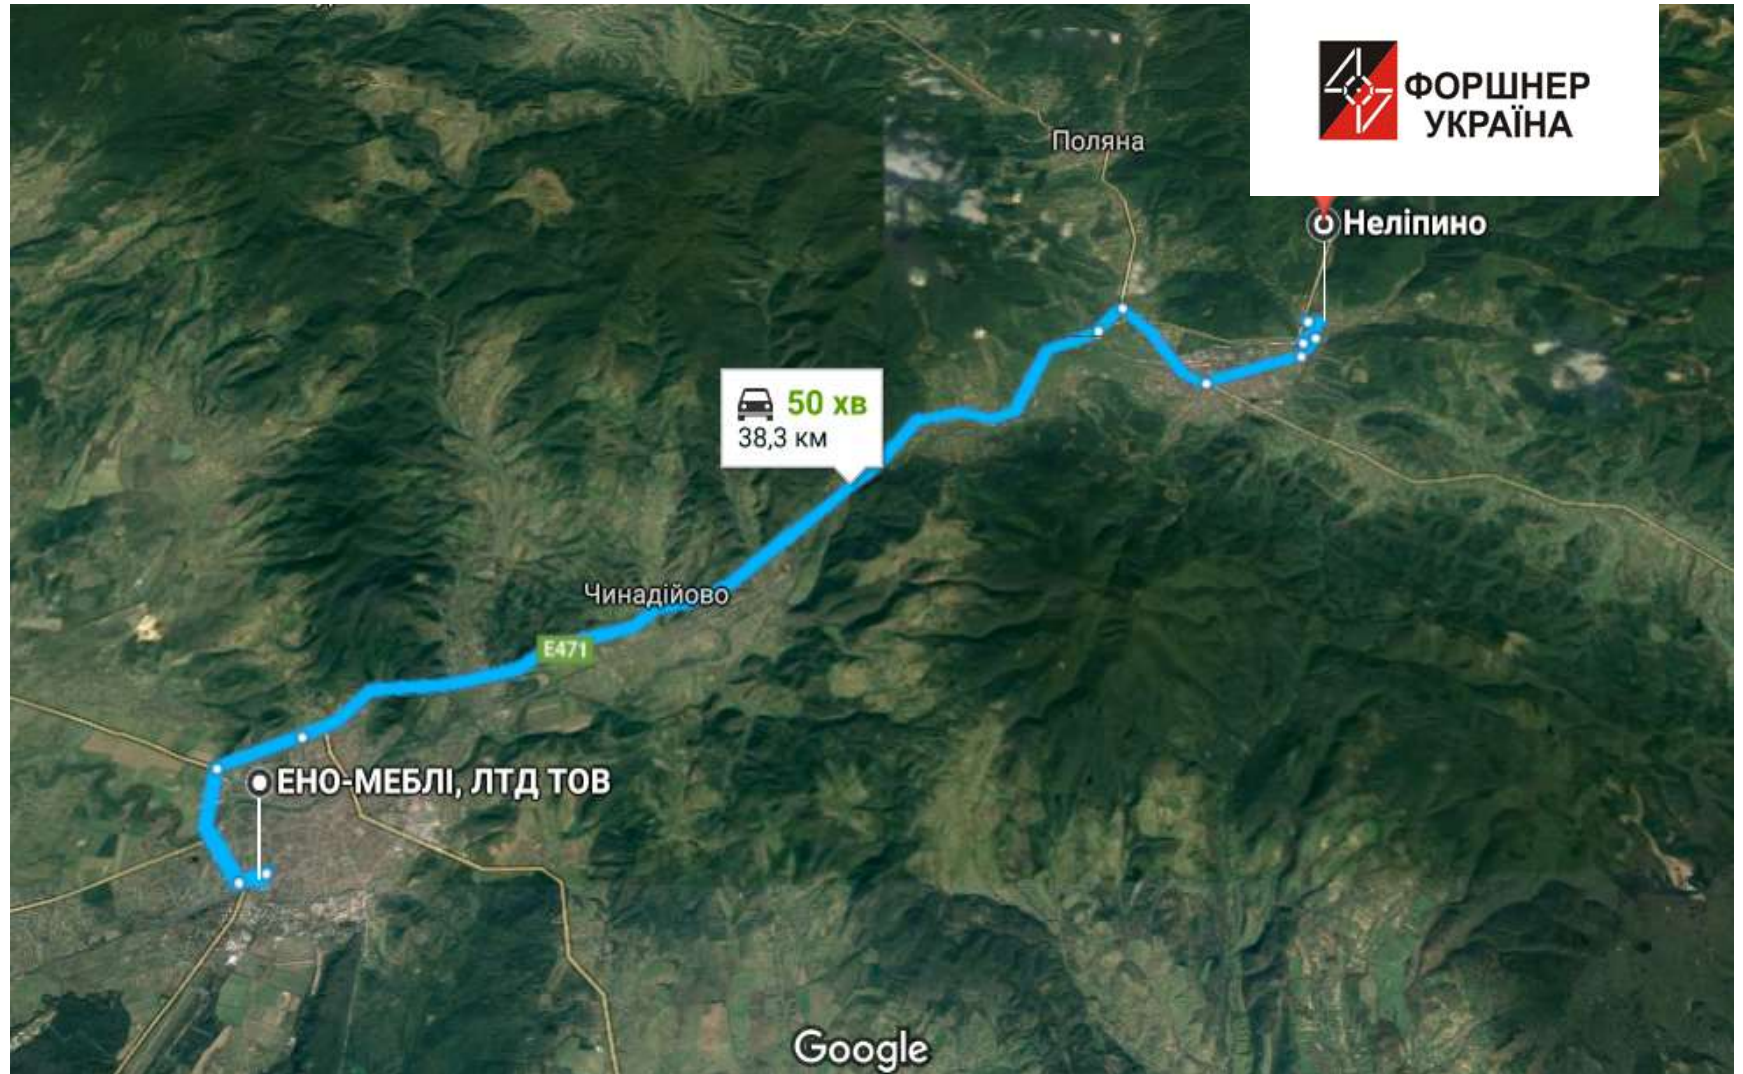 ФОРШНЕР
УКРАЇНА
Поляна
Неліпино
50 хв
38,3 км
Чинадійово
E471
ЕНО-МЕБЛІ, ЛТД ТОВ
Google